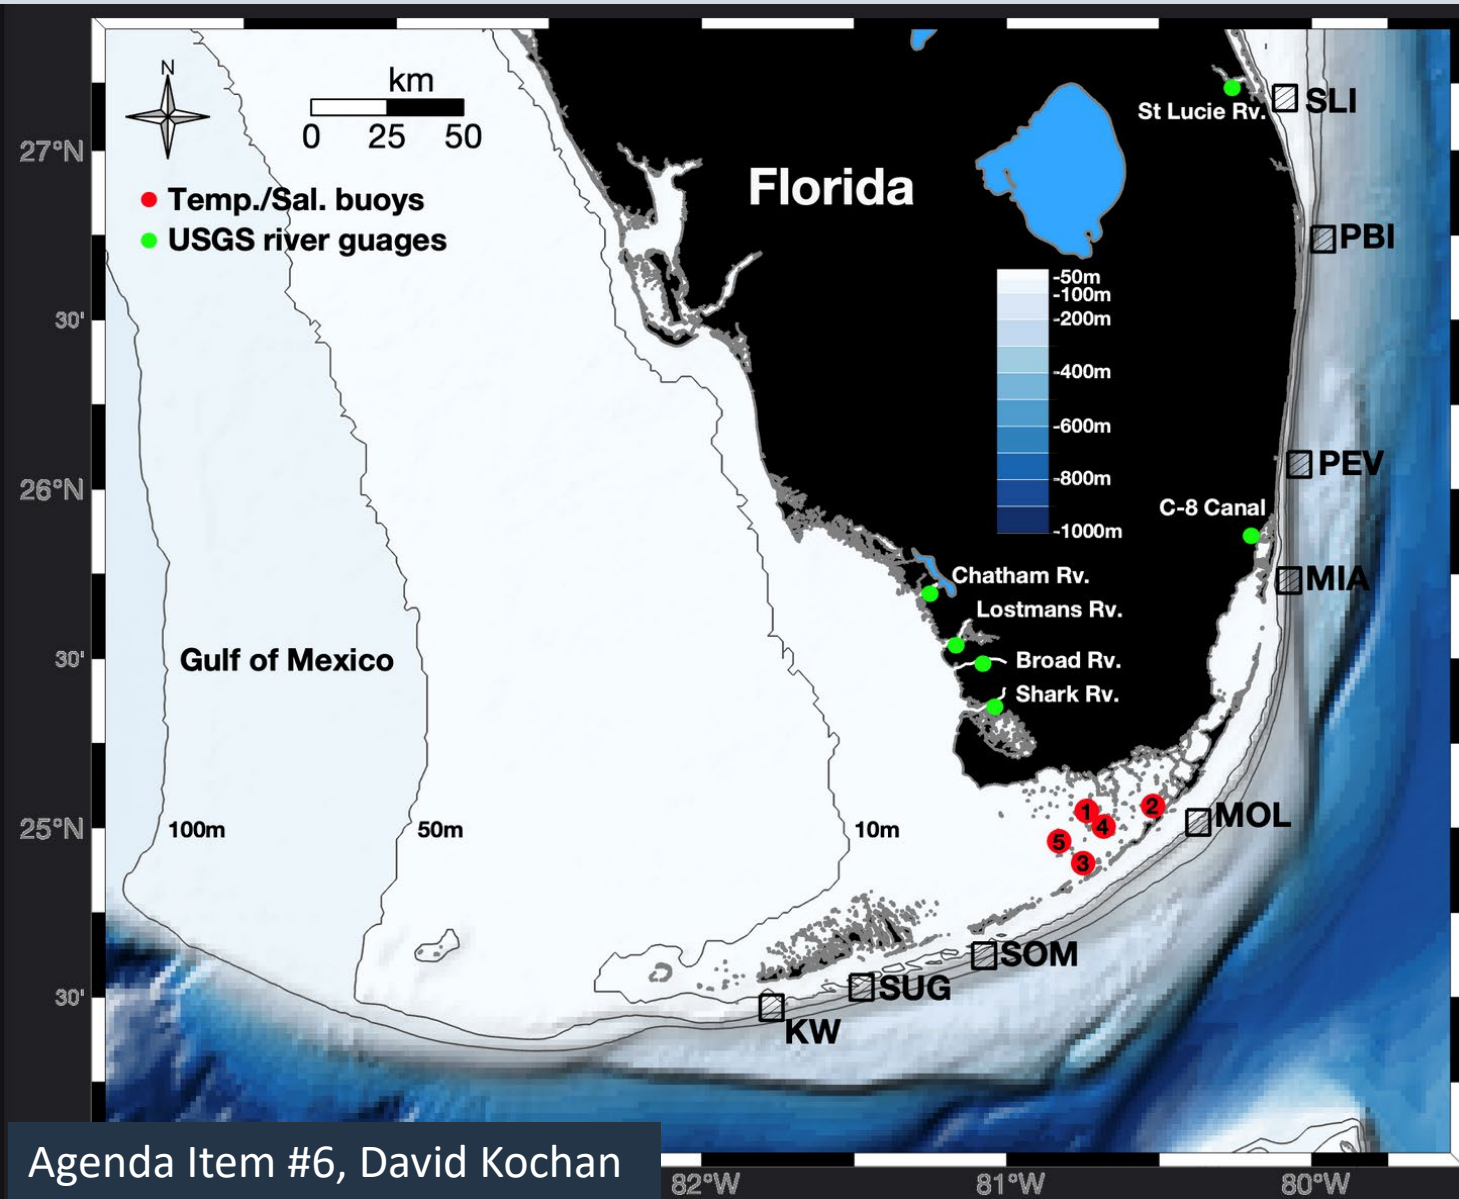 N
km
0 25 50
Temp./Sal. buoys
USGS river guages
Florida
St Lucie Rv.
SLI
27°N
PBI
-50m
-100m
-200m
-400m
-600m
-800m
-1000m
30'
PEV
26°N
C-8 Canal
MIA
Chatham Rv.
Lostmans Rv.
Broad Rv.
Shark Rv.
30'
Gulf of Mexico
25°N
100m
50m
10m
1
2
4
5
3
MOL
SOM
SUG
KW
30'
Agenda Item #6, David Kochan
82°W
81°W
80°W